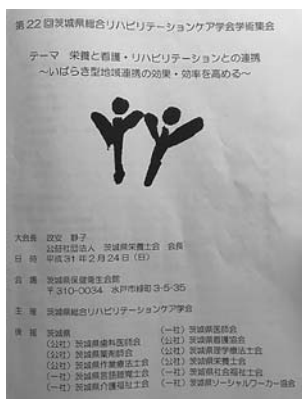 第22回茨城県総合リハビリテーションケア学会学術集会
テーマ 栄養と看護・リハビリテーションとの連携
～いばらき型地域連携の効果・効率を高める～
大会長 政安 静子
公益社団法人 茨城県栄養士会 会長
日時 平成31年2月24日(日)
会場 茨城県保健衛生会館
〒310-0034 水戸市緑町3-5-35
主催 茨城県総合リハビリテーションケア学会
後援 茨城県 (一社)茨城県医師会
(公社)茨城県歯科医師会 (公社)茨城県看護協会
(公社)茨城県薬剤師会 (公社)茨城県理学療法士会
(公社)茨城県作業療法士会 (公社)茨城県栄養士会
(一社)茨城県言語聴覚士会 (一社)茨城県社会福祉士会
(一社)茨城県介護福祉士会 (一社)茨城県ソーシャルワーカー協会